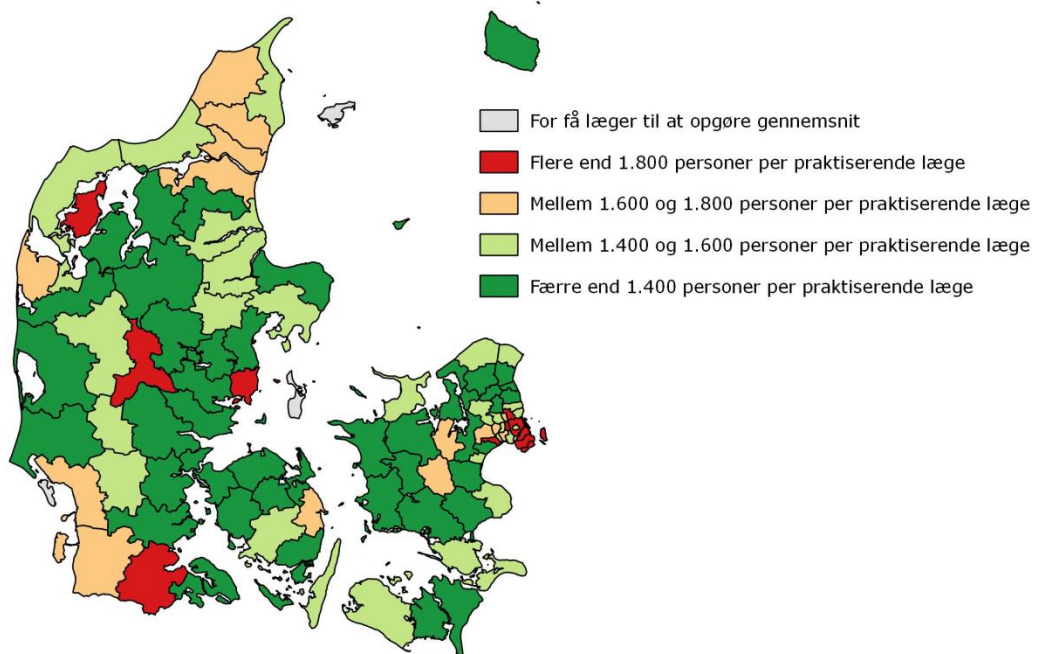 For få læger til at opgøre gennemsnit
Flere end 1.800 personer per praktiserende læge
Mellem 1.600 og 1.800 personer per praktiserende læge
Mellem 1.400 og 1.600 personer per praktiserende læge
Færre end 1.400 personer per praktiserende læge